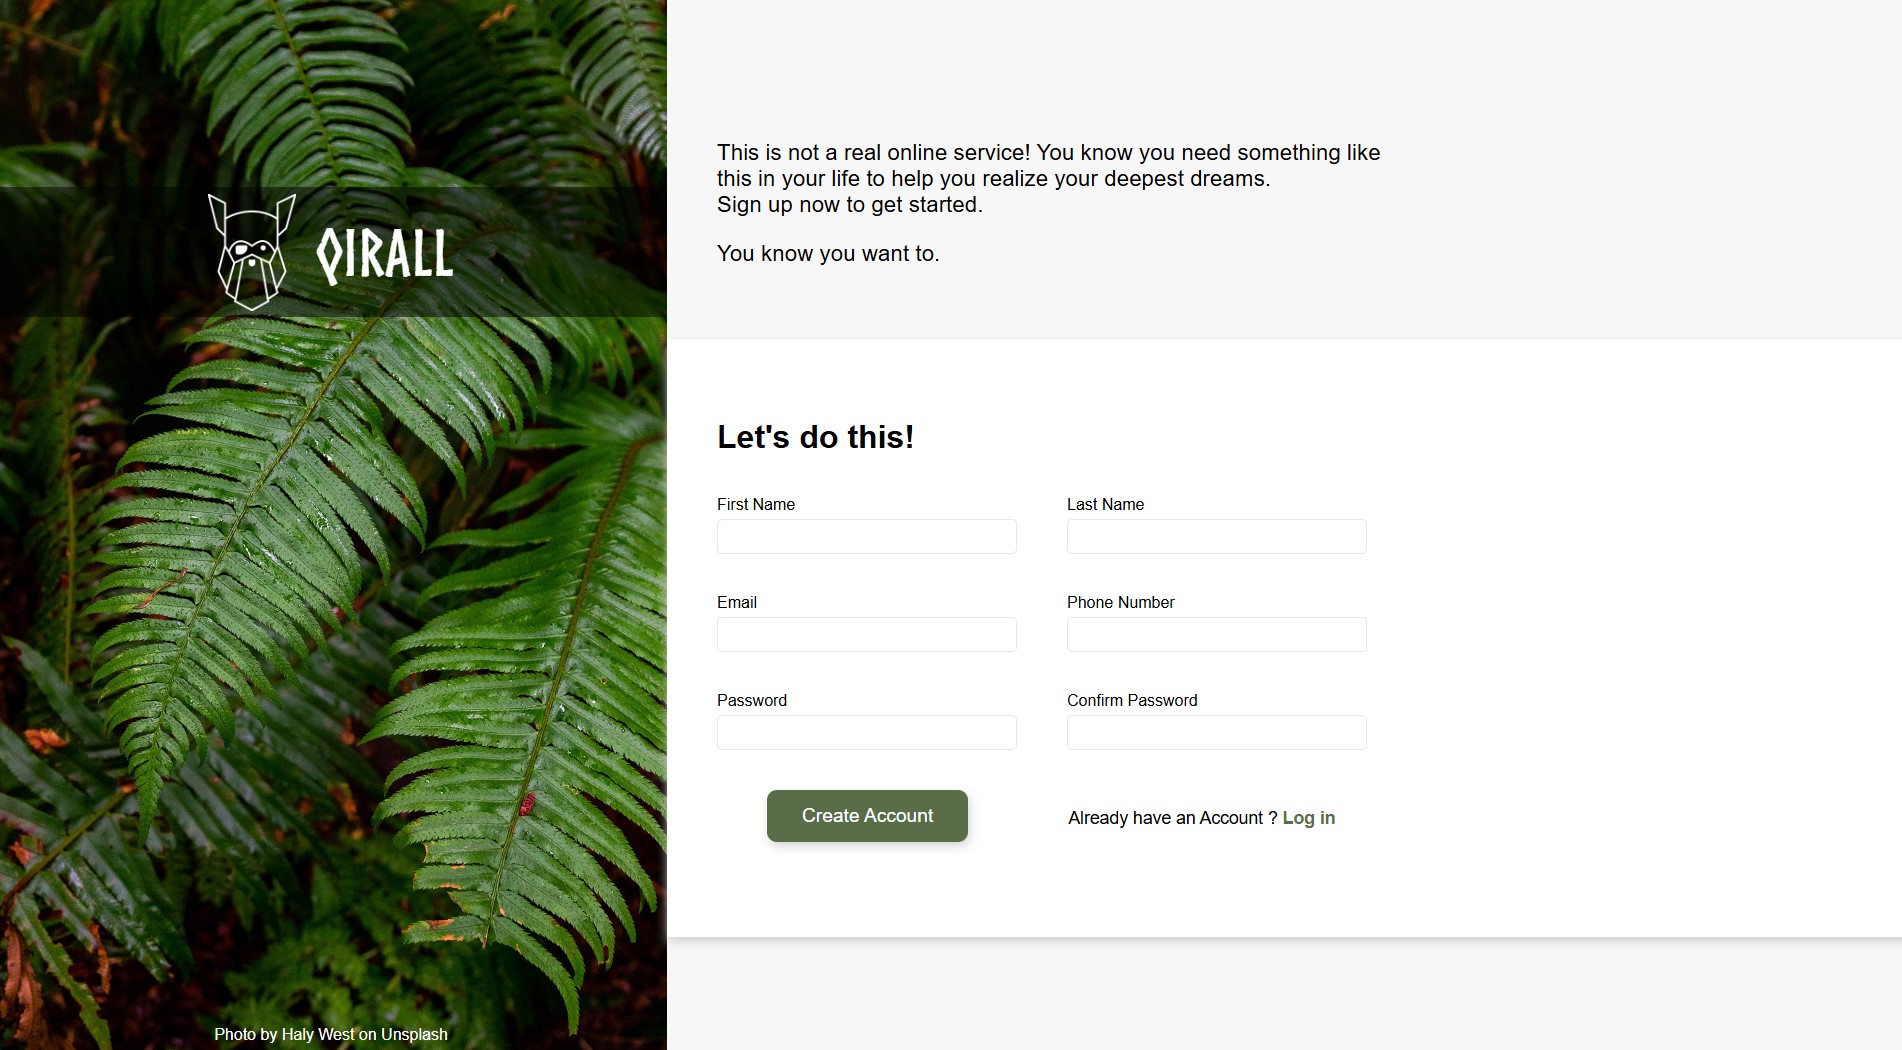 QIRALL
Photo by Haly West on Unsplash
This is not a real online service! You know you need something like
this in your life to help you realize your deepest dreams.
Sign up now to get started.
You know you want to.
Let's do this!
First Name
Last Name
Email
Phone Number
Password
Confirm Password
Create Account
Already have an Account ? Log in